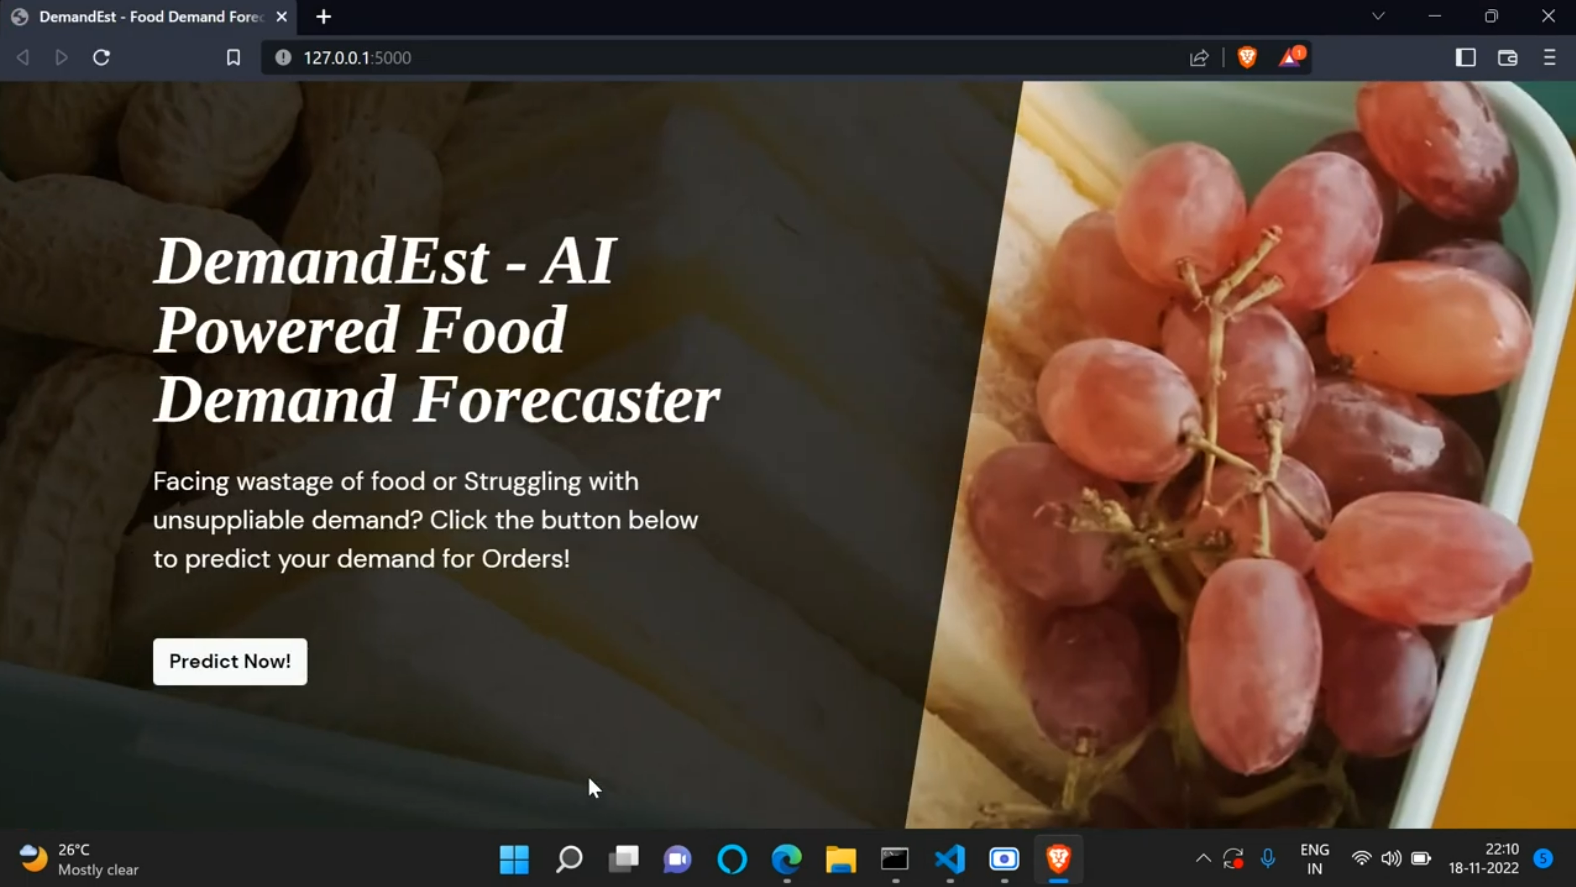 DemandEst - Food Demand Forec
127.0.0.1:5000
1
DemandEst - AI
Powered Food
Demand Forecaster
Facing wastage of food or Struggling with
unsuppliable demand? Click the button below
to predict your demand for Orders!
Predict Now!
26°C
Mostly clear
ENG
IN
22:10
18-11-2022
5